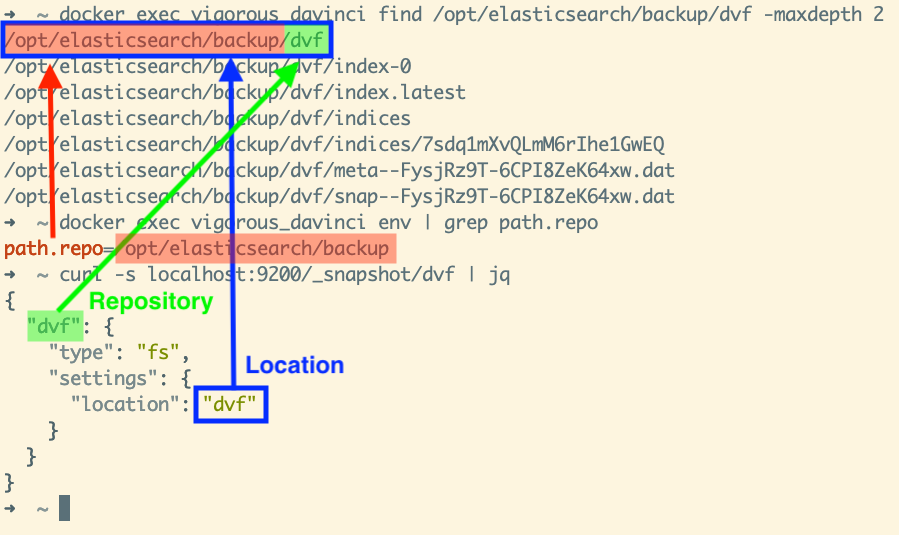 ➜  ~ docker exec vigorous_davinci find /opt/elasticsearch/backup/dvf -maxdepth 2
/opt/elasticsearch/backup/dvf
/opt/elasticsearch/backup/dvf/index-0
/opt/elasticsearch/backup/dvf/index.latest
/opt/elasticsearch/backup/dvf/indices
/opt/elasticsearch/backup/dvf/indices/7sdq1mXvQLmM6rIhe1GwEQ
/opt/elasticsearch/backup/dvf/meta--FysjRz9T-6CPI8ZeK64xw.dat
/opt/elasticsearch/backup/dvf/snap--FysjRz9T-6CPI8ZeK64xw.dat
➜  ~ docker exec vigorous_davinci env | grep path.repo
path.repo=/opt/elasticsearch/backup
➜  ~ curl -s localhost:9200/_snapshot/dvf | jq
{
Repository
  "dvf": {
    "type": "fs",
    "settings": {
Location
      "location": "dvf"
    }
  }
}
➜  ~